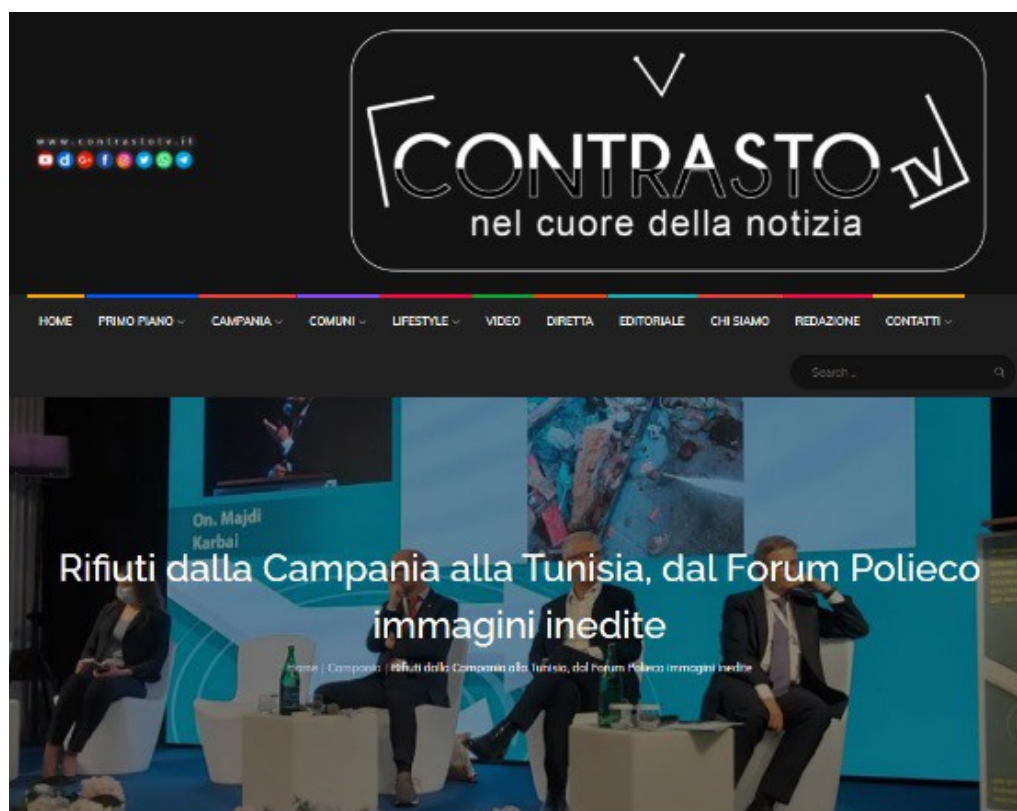 www.contrastotv.it
CONTRASTO TV
nel cuore della notizia
HOME PRIMO PIANO CAMPANIA COMUNI LIFESTYLE VIDEO DIRETTA EDITORIALE CHI SIAMO REDAZIONE CONTATTI
Search...
On. Majdi
Karbai
Rifiuti dalla Campania alla Tunisia, dal Forum Polieco
immagini inedite
Home | Campania | Rifiuti dalla Campania alla Tunisia, dal Forum Polieco immagini inedite